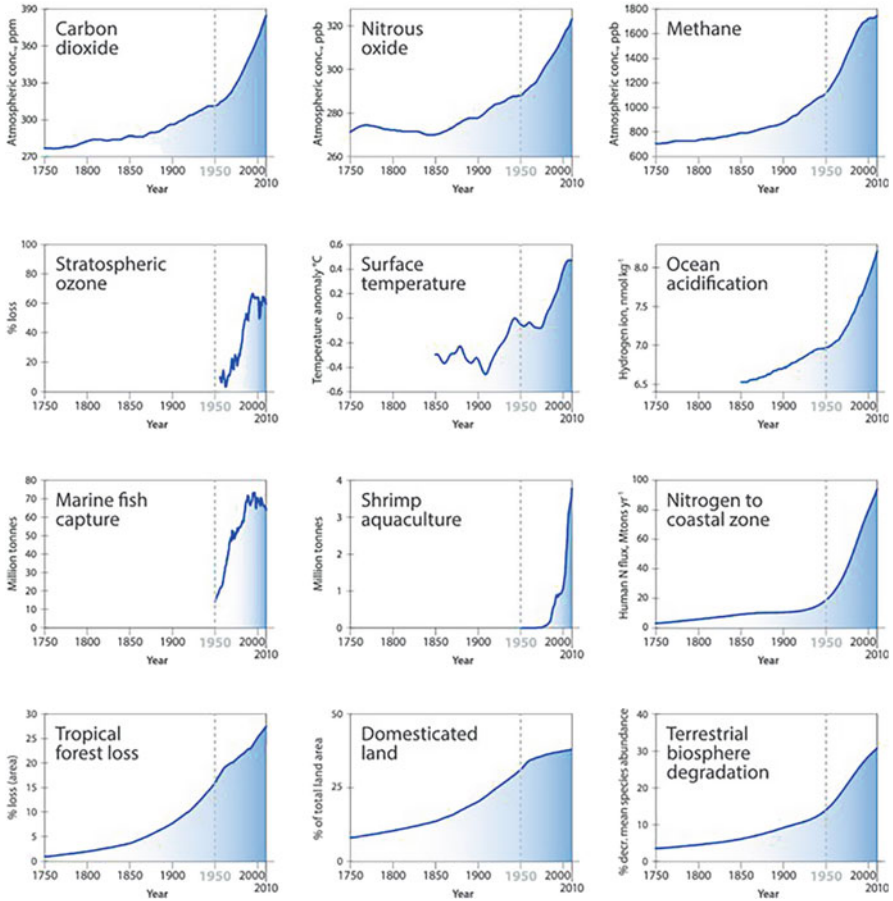 Carbon
dioxide
Atmospheric conc., ppm
390
360
330
300
270
1750 1800 1850 1900 1950 2000
2010
Year
Nitrous
oxide
Atmospheric conc., ppb
320
300
280
260
1750 1800 1850 1900 1950 2000
2010
Year
Methane
Atmospheric conc., ppb
1800
1600
1400
1200
1000
800
600
1750 1800 1850 1900 1950 2000
2010
Year
Stratospheric
ozone
% loss
100
80
60
40
20
0
1750 1800 1850 1900 1950 2000
2010
Year
Surface
temperature
Temperature anomaly °C
0.6
0.4
0.2
0
-0.2
-0.4
-0.6
1750 1800 1850 1900 1950 2000
2010
Year
Ocean
acidification
Hydrogen ion, nmol kg⁻¹
8.0
7.0
6.5
1750 1800 1850 1900 1950 2000
2010
Year
Marine fish
capture
Million tonnes
80
70
60
50
40
30
20
10
0
1750 1800 1850 1900 1950 2000
2010
Year
Shrimp
aquaculture
Million tonnes
4
3
2
1
0
1750 1800 1850 1900 1950 2000
2010
Year
Nitrogen to
coastal zone
Human N flux, Mtons yr⁻¹
100
80
60
40
20
0
1750 1800 1850 1900 1950 2000
2010
Year
Tropical
forest loss
% loss (area)
30
25
20
15
10
5
0
1750 1800 1850 1900 1950 2000
2010
Year
Domesticated
land
% of total land area
50
25
0
1750 1800 1850 1900 1950 2000
2010
Year
Terrestrial
biosphere
degradation
% decr. mean species abundance
40
30
20
10
0
1750 1800 1850 1900 1950 2000
2010
Year